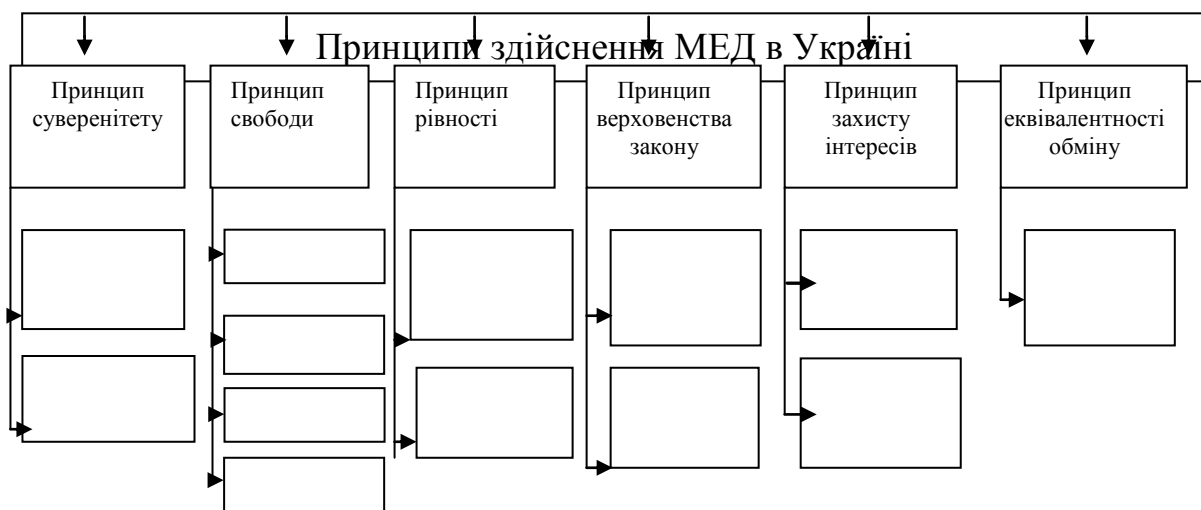 Принципи здійснення МЕД в Україні
Принцип
суверенітету
Принцип
свободи
Принцип
рівності
Принцип
верховенства
закону
Принцип
захисту
інтересів
Принцип
еквівалентності
обміну